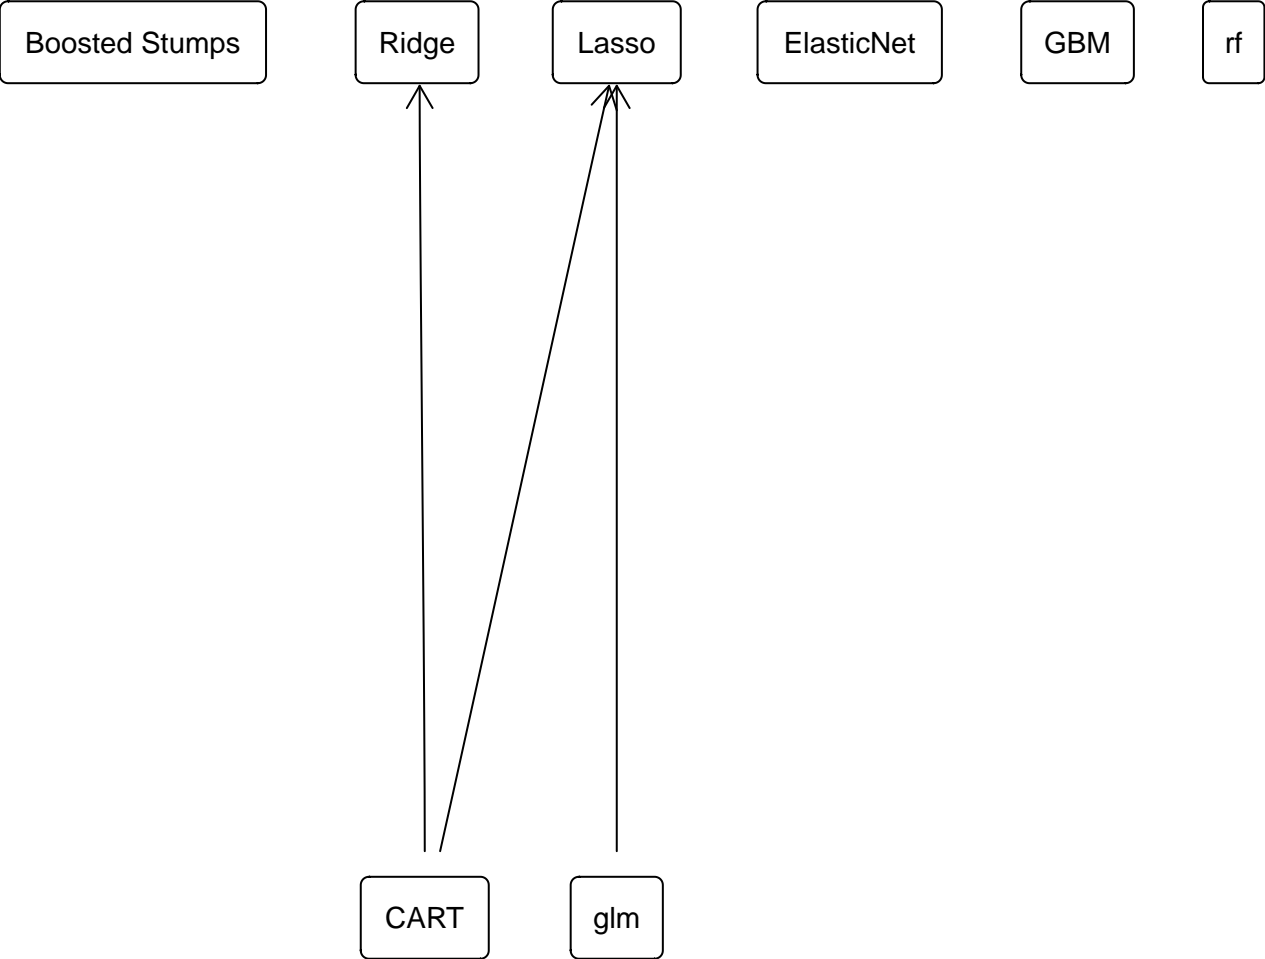 Boosted Stumps
Ridge
Lasso
ElasticNet
GBM
rf
CART
glm